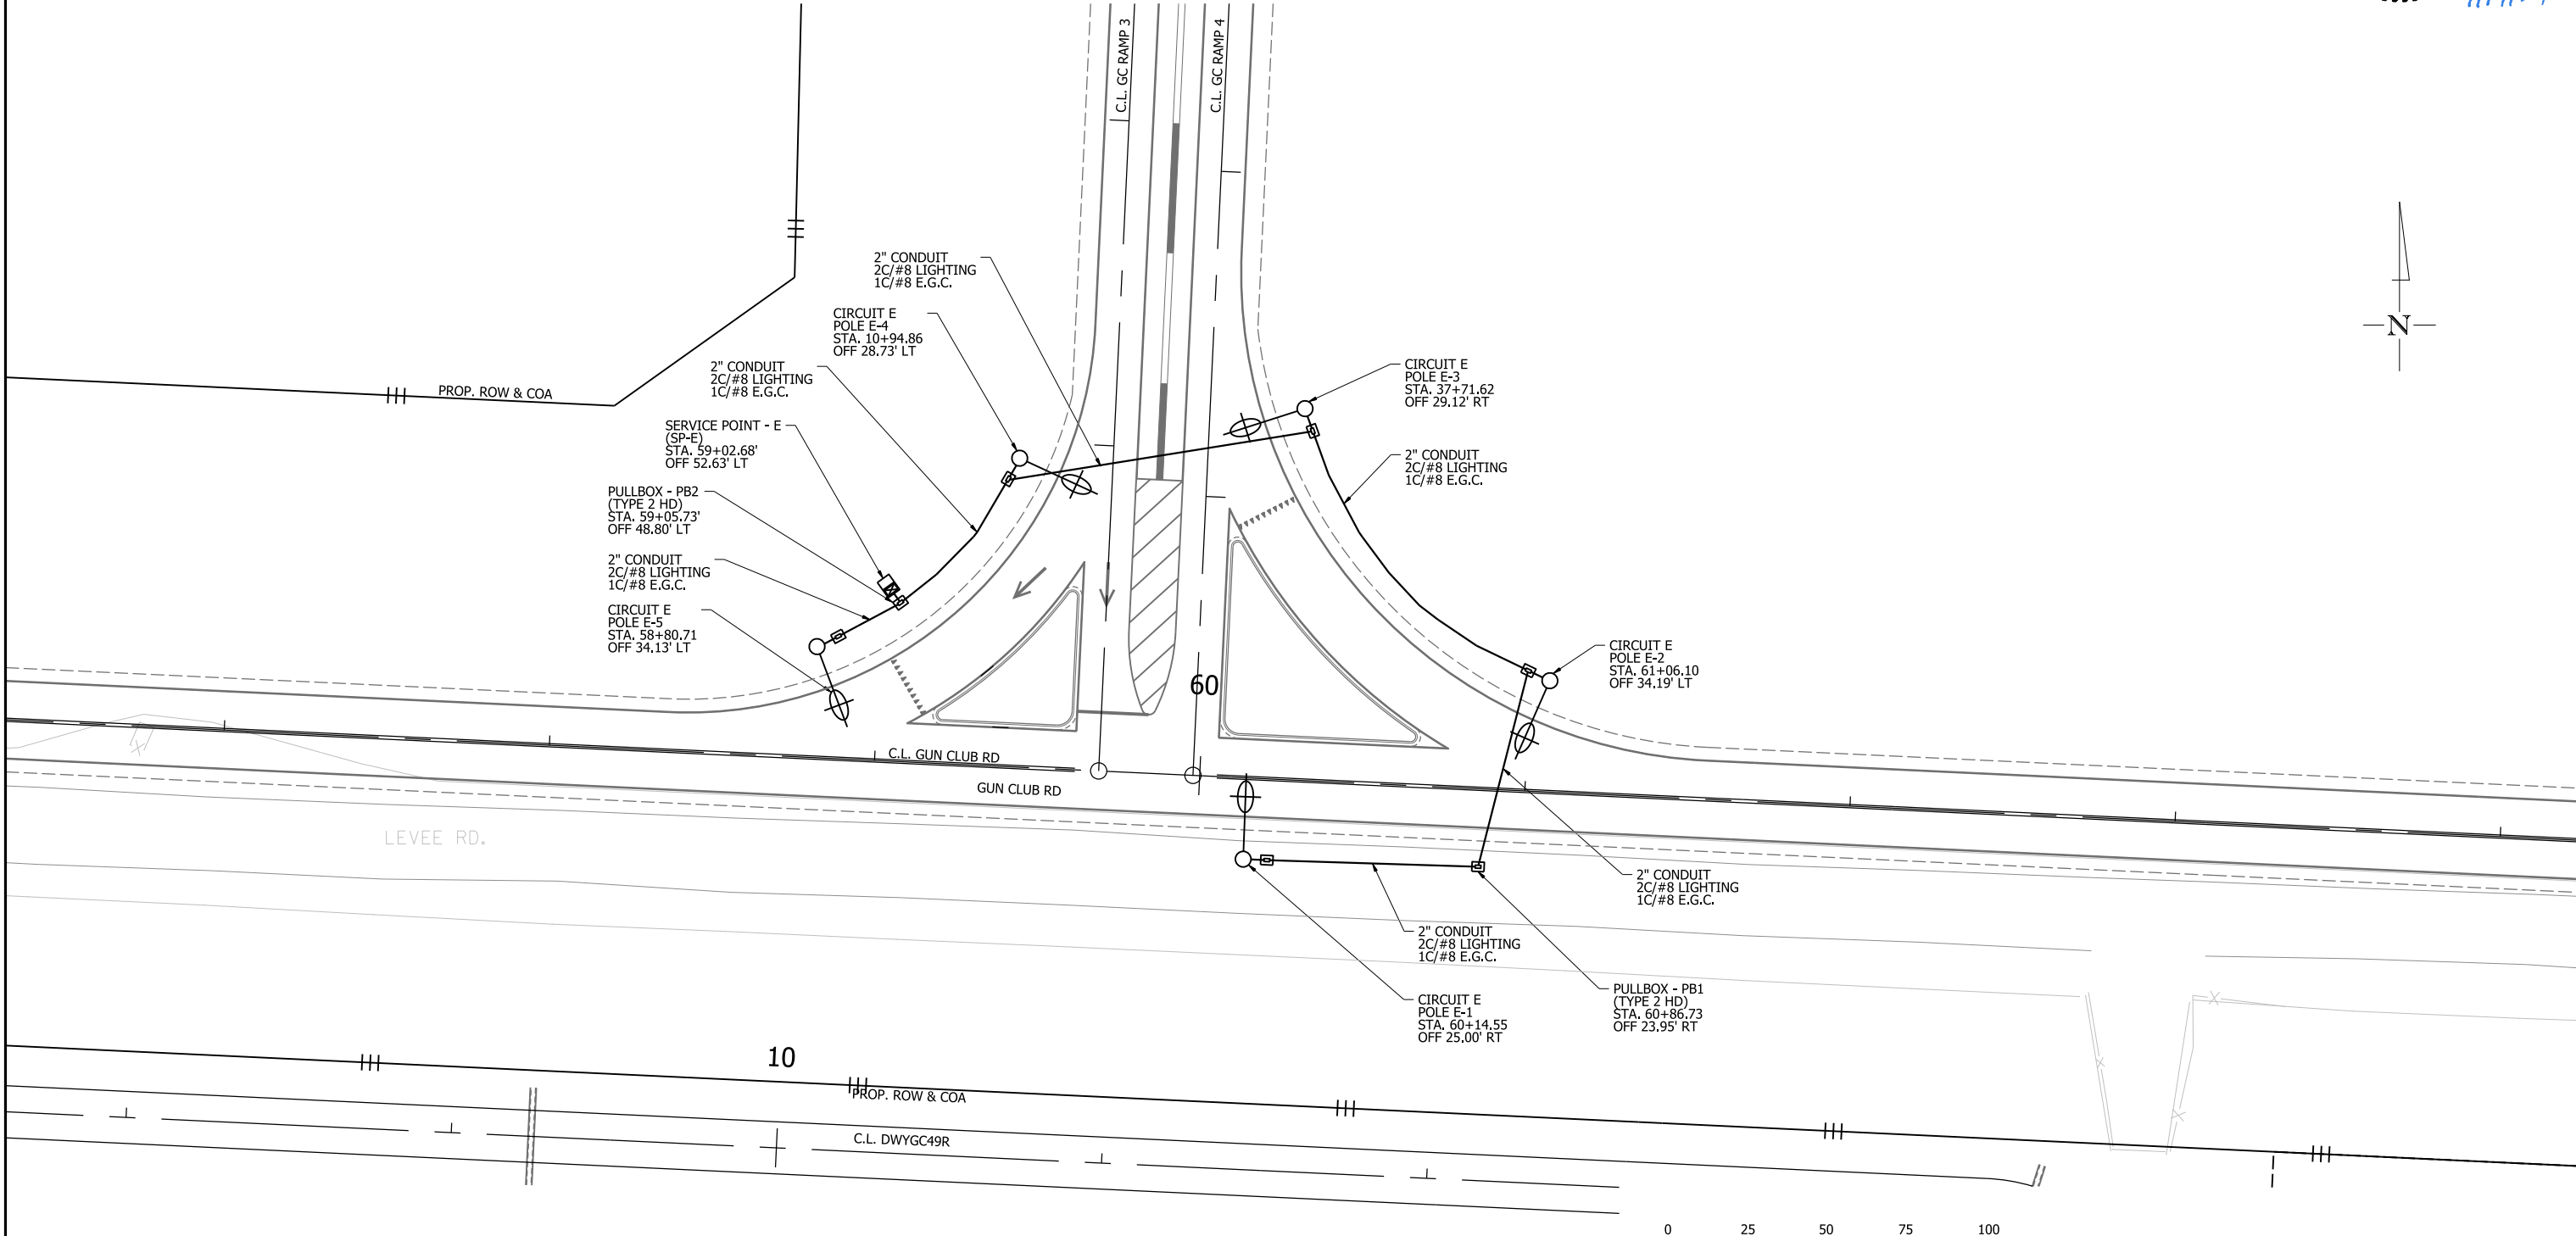 C.L. GC RAMP 3
C.L. GC RAMP 4
2" CONDUIT
2C/#8 LIGHTING
1C/#8 E.G.C.
CIRCUIT E
POLE E-4
STA. 10+94.86
OFF 28.73' LT
2" CONDUIT
2C/#8 LIGHTING
1C/#8 E.G.C.
PROP. ROW & COA
SERVICE POINT - E
(SP-E)
STA. 59+02.68'
OFF 52.63' LT
PULLBOX - PB2
(TYPE 2 HD)
STA. 59+05.73'
OFF 48.80' LT
2" CONDUIT
2C/#8 LIGHTING
1C/#8 E.G.C.
CIRCUIT E
POLE E-5
STA. 58+80.71
OFF 34.13' LT
CIRCUIT E
POLE E-3
STA. 37+71.62
OFF 29.12' RT
2" CONDUIT
2C/#8 LIGHTING
1C/#8 E.G.C.
N
CIRCUIT E
POLE E-2
STA. 61+06.10
OFF 34.19' LT
60
C.L. GUN CLUB RD
GUN CLUB RD
LEVEE RD.
2" CONDUIT
2C/#8 LIGHTING
1C/#8 E.G.C.
2" CONDUIT
2C/#8 LIGHTING
1C/#8 E.G.C.
CIRCUIT E
POLE E-1
STA. 60+14.55
OFF 25.00' RT
PULLBOX - PB1
(TYPE 2 HD)
STA. 60+86.73
OFF 23.95' RT
10
PROP. ROW & COA
C.L. DWYGC49R
0 25 50 75 100